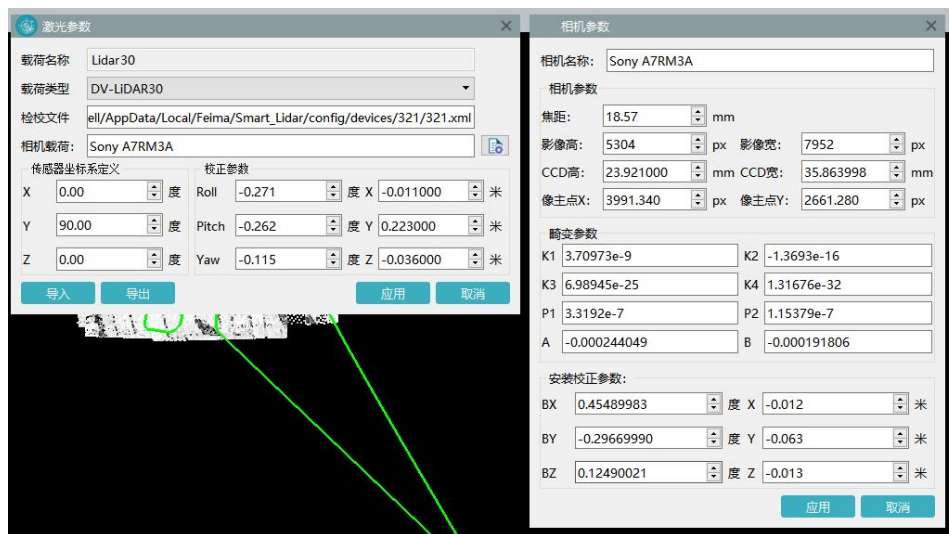 激光参数
载荷名称 Lidar30
载荷类型 DV-LiDAR30
检校文件 ell/AppData/Local/Feima/Smart_Lidar/config/devices/321/321.xml
相机载荷: Sony A7RM3A
传感器坐标系定义 校正参数
X 0.00 度 Roll -0.271 度 X -0.011000 米
Y 90.00 度 Pitch -0.262 度 Y 0.223000 米
Z 0.00 度 Yaw -0.115 度 Z -0.036000 米
导入 导出 应用 取消
相机参数
相机名称: Sony A7RM3A
相机参数
焦距: 18.57 mm
影像高: 5304 px 影像宽: 7952 px
CCD高: 23.921000 mm CCD宽: 35.863998 mm
像主点X: 3991.340 px 像主点Y: 2661.280 px
畸变参数
K1 3.70973e-9 K2 -1.3693e-16
K3 6.98945e-25 K4 1.31676e-32
P1 3.3192e-7 P2 1.15379e-7
A -0.000244049 B -0.000191806
安装校正参数:
BX 0.45489983 度 X -0.012 米
BY -0.29669990 度 Y -0.063 米
BZ 0.12490021 度 Z -0.013 米
应用 取消